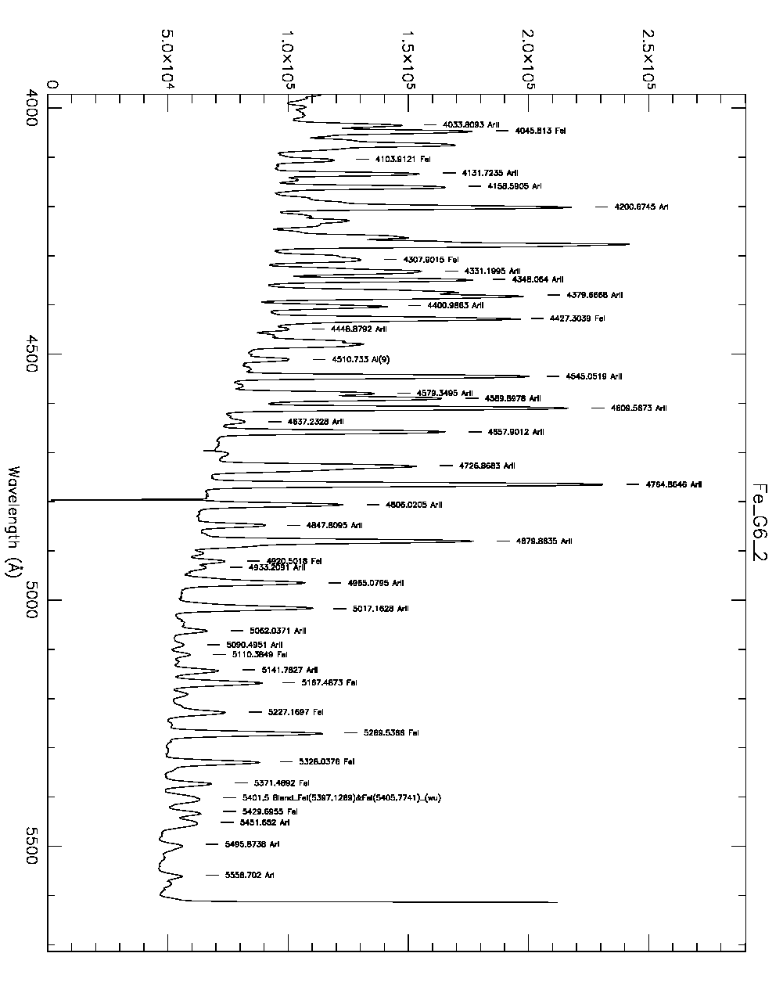 Fe_G6_2
2.5×10⁵
2.0×10⁵
1.5×10⁵
1.0×10⁵
5.0×10⁴
0
4000
4500
5000
5500
Wavelength (Å)
4033.8093 ArII
4045.813 FeI
4103.9121 FeI
4131.7235 ArII
4158.5905 ArI
4200.6745 ArI
4307.9015 FeI
4331.1995 ArII
4348.064 ArII
4379.6668 ArII
4400.9863 ArII
4427.3039 FeI
4448.8792 ArII
4510.733 Al(9)
4545.0519 ArII
4579.3495 ArII
4589.8978 ArII
4609.5673 ArII
4637.2328 ArII
4657.9012 ArII
4726.8683 ArII
4764.8646 ArII
4806.0205 ArII
4847.8095 ArII
4879.8635 ArII
4920.5018 FeI
4933.2091 ArII
4965.0795 ArII
5017.1628 ArII
5062.0371 ArII
5090.4951 ArII
5110.3849 FeI
5141.7827 ArII
5167.4873 FeI
5227.1697 FeI
5269.5366 FeI
5328.0376 FeI
5371.4892 FeI
5401.5 Blend_FeI(5397.1269)&FeI(5405.7741)_(wu)
5429.6955 FeI
5451.652 ArI
5495.8738 ArI
5558.702 ArI